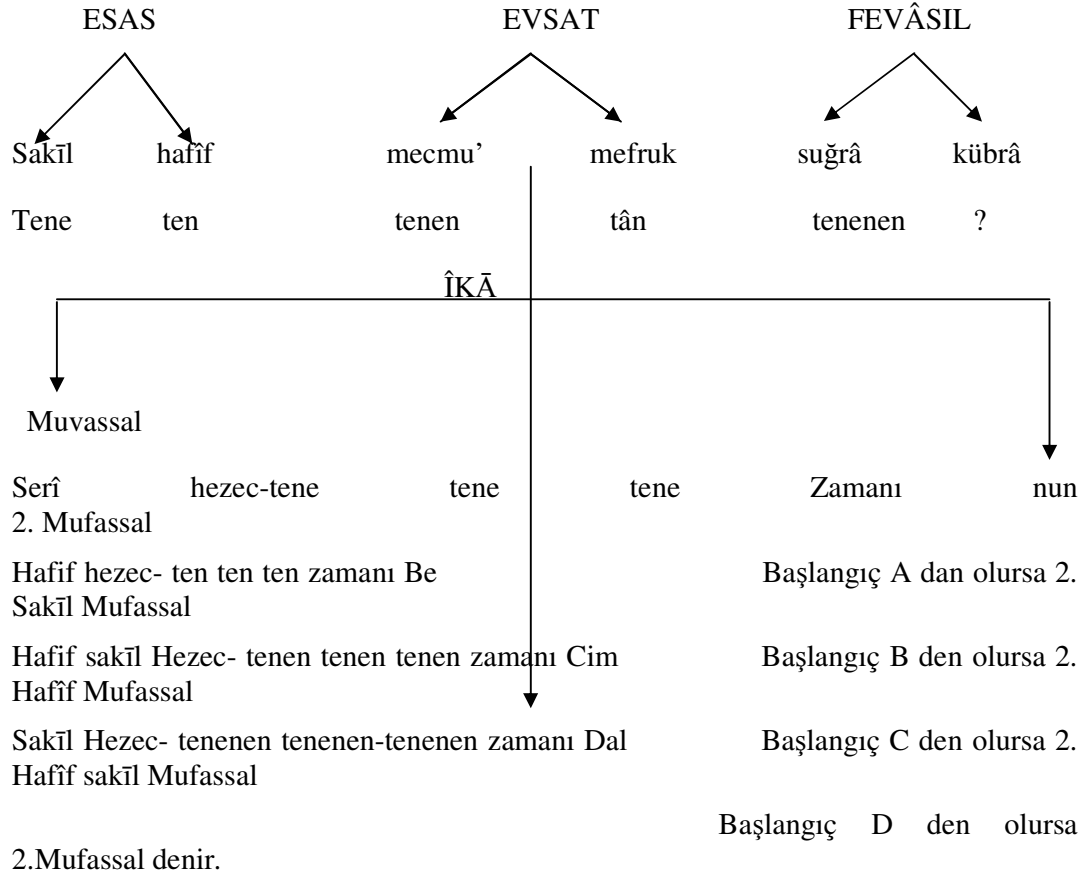 ESAS EVSAT FEVÂSIL
Sakīl hafîf mecmu’ mefruk suğrâ kübrâ
Tene ten tenen tân tenenen ?
ÎKĀ
Muvassal
Serî hezec-tene tene tene Zamanı nun
2. Mufassal
Hafif hezec- ten ten ten zamanı Be Başlangıç A dan olursa 2.
Sakīl Mufassal
Hafif sakīl Hezec- tenen tenen tenen zamanı Cim Başlangıç B den olursa 2.
Hafîf Mufassal
Sakīl Hezec- tenenen tenenen-tenenen zamanı Dal Başlangıç C den olursa 2.
Hafîf sakīl Mufassal
Başlangıç D den olursa
2.Mufassal denir.